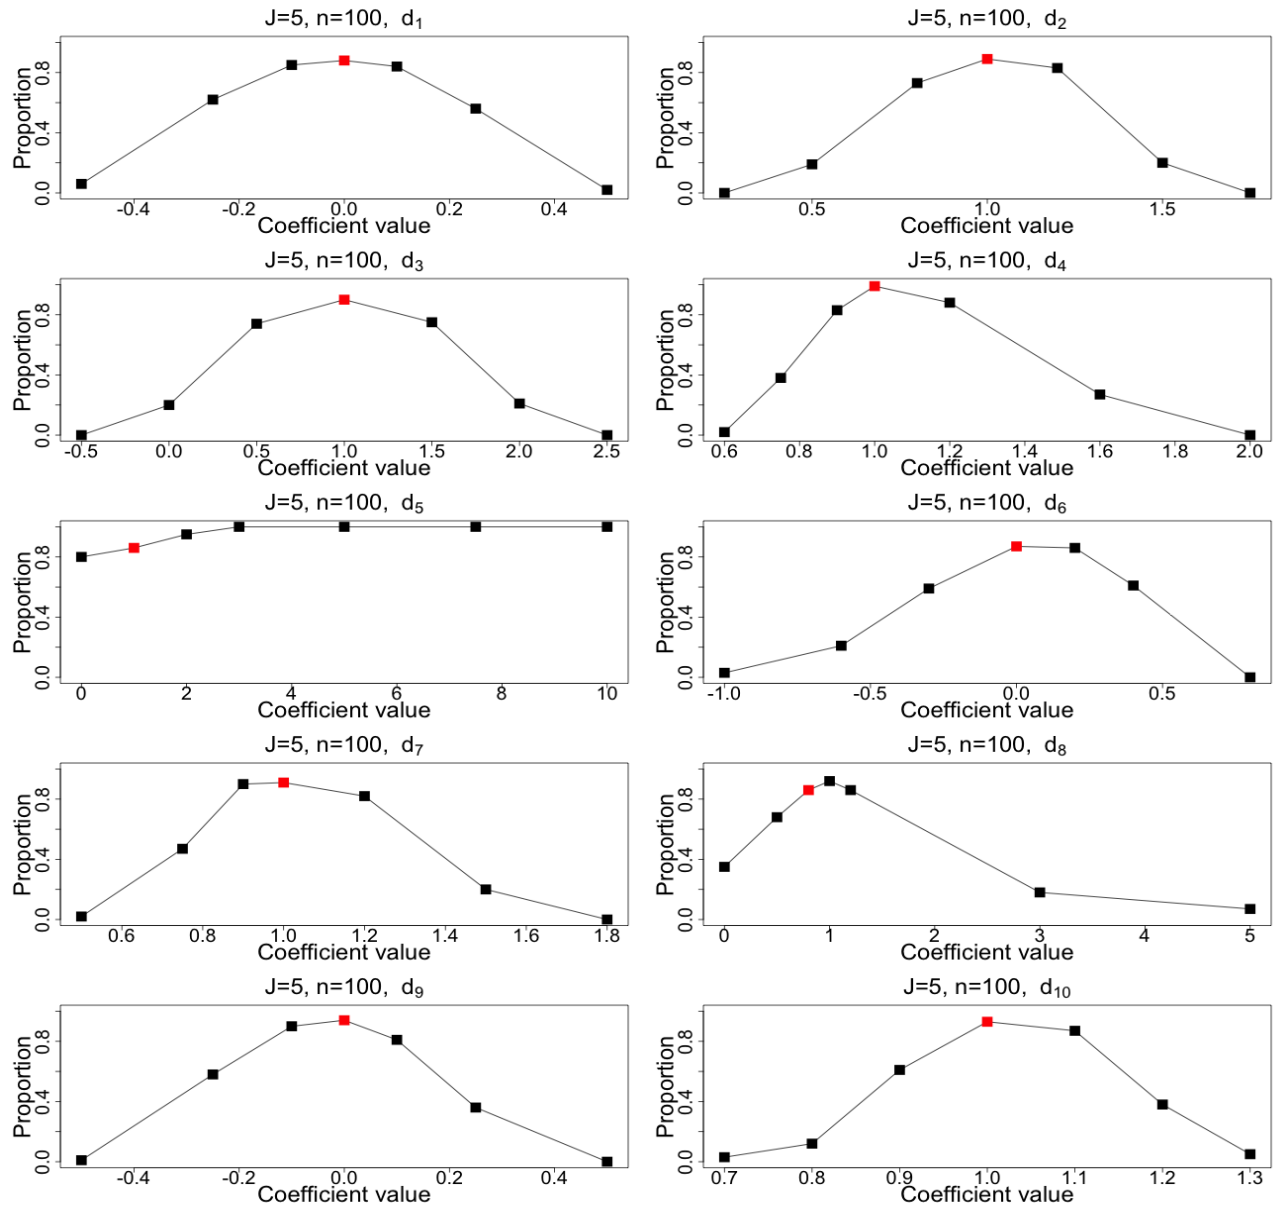 J=5, n=100, d1
Proportion
0.0 0.4 0.8
-0.4 -0.2 0.0 0.2 0.4
Coefficient value
J=5, n=100, d2
Proportion
0.0 0.4 0.8
0.5 1.0 1.5
Coefficient value
J=5, n=100, d3
Proportion
0.0 0.4 0.8
-0.5 0.0 0.5 1.0 1.5 2.0 2.5
Coefficient value
J=5, n=100, d4
Proportion
0.0 0.4 0.8
0.6 0.8 1.0 1.2 1.4 1.6 1.8 2.0
Coefficient value
J=5, n=100, d5
Proportion
0.0 0.4 0.8
0 2 4 6 8 10
Coefficient value
J=5, n=100, d6
Proportion
0.0 0.4 0.8
-1.0 -0.5 0.0 0.5
Coefficient value
J=5, n=100, d7
Proportion
0.0 0.4 0.8
0.6 0.8 1.0 1.2 1.4 1.6 1.8
Coefficient value
J=5, n=100, d8
Proportion
0.0 0.4 0.8
0 1 2 3 4 5
Coefficient value
J=5, n=100, d9
Proportion
0.0 0.4 0.8
-0.4 -0.2 0.0 0.2 0.4
Coefficient value
J=5, n=100, d10
Proportion
0.0 0.4 0.8
0.7 0.8 0.9 1.0 1.1 1.2 1.3
Coefficient value